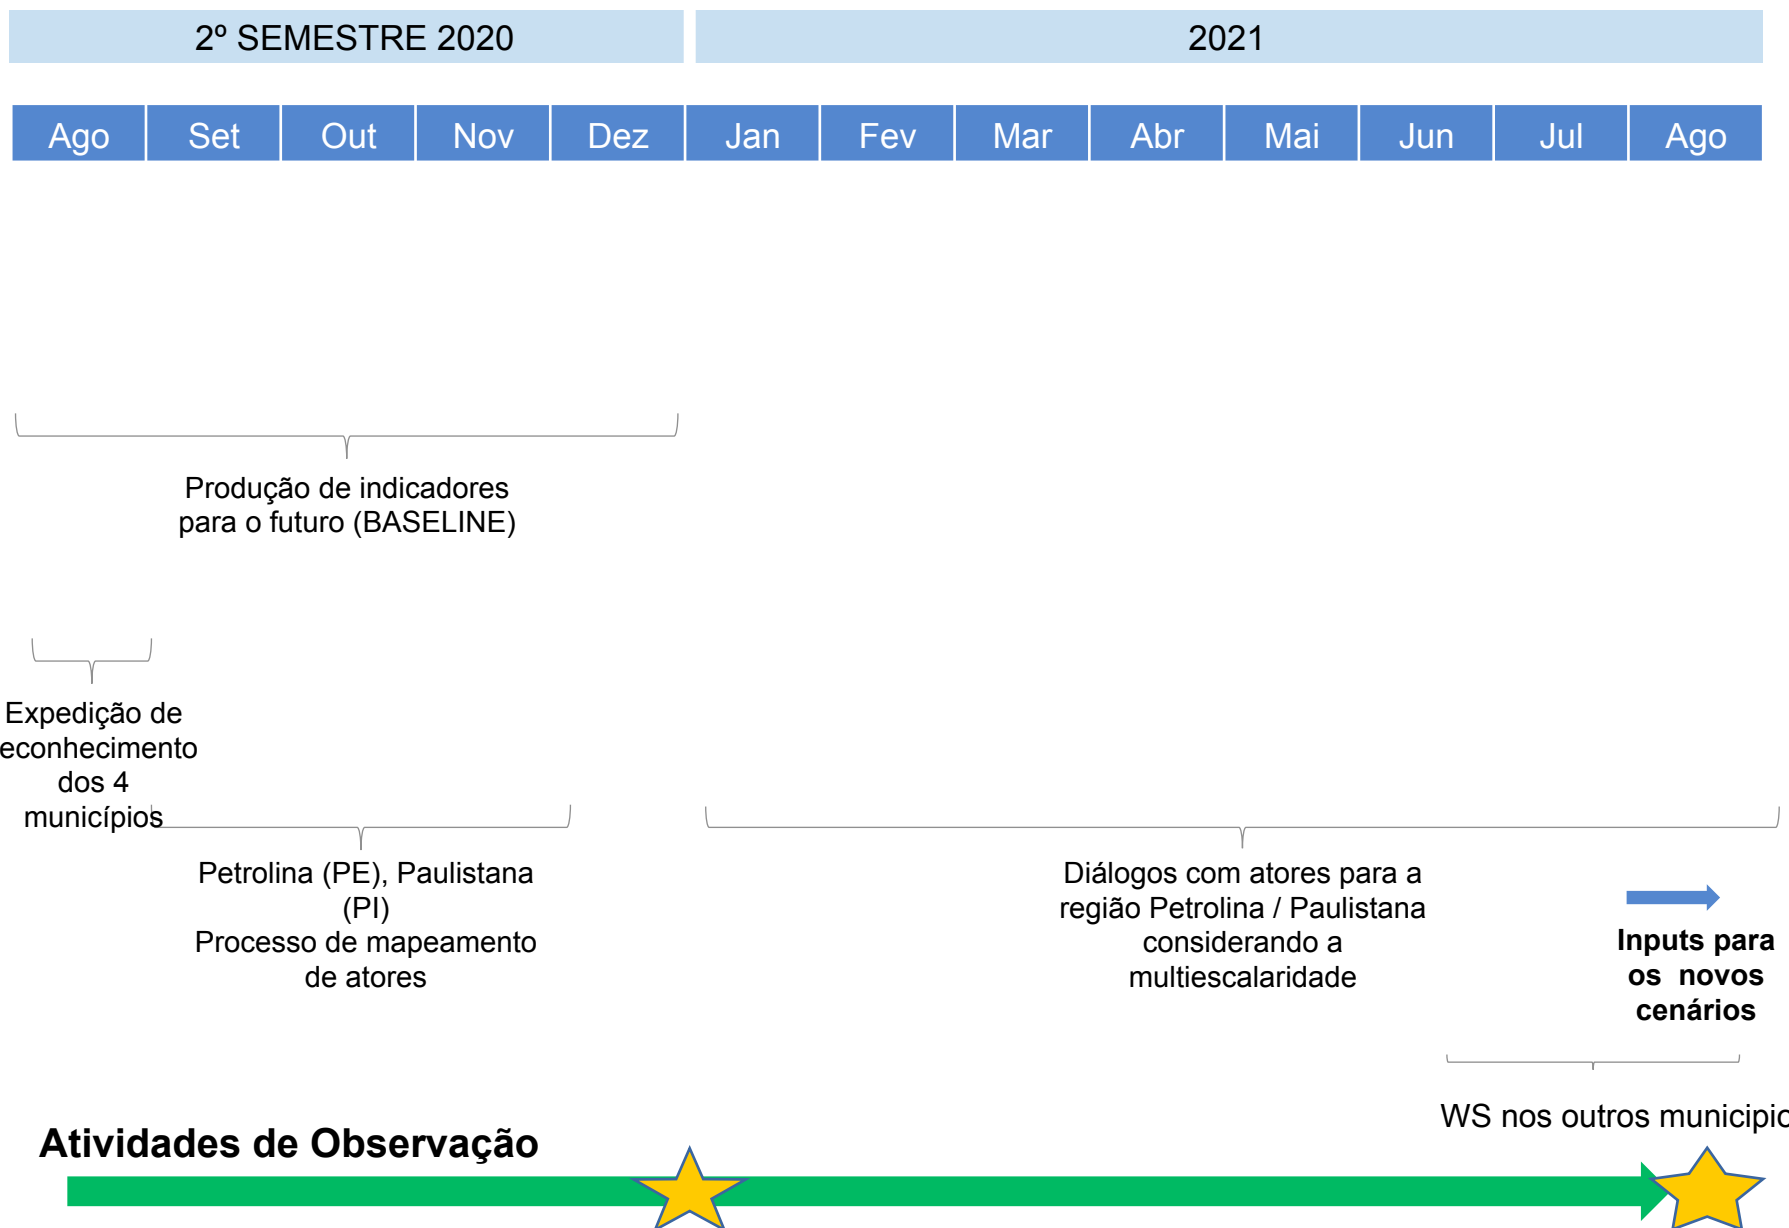 2º SEMESTRE 2020
2021
Ago
Set
Out
Nov
Dez
Jan
Fev
Mar
Abr
Mai
Jun
Jul
Ago
Produção de indicadores
para o futuro (BASELINE)
Expedição de
econhecimento
dos 4
municípios
Petrolina (PE), Paulistana
(PI)
Processo de mapeamento
de atores
Diálogos com atores para a
região Petrolina / Paulistana
considerando a
multiescalaridade
Inputs para
os novos
cenários
WS nos outros municipio
Atividades de Observação